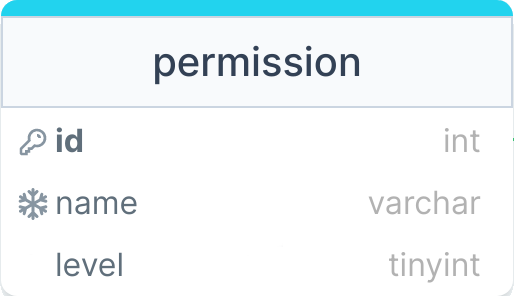 permission
id int
name varchar
level tinyint